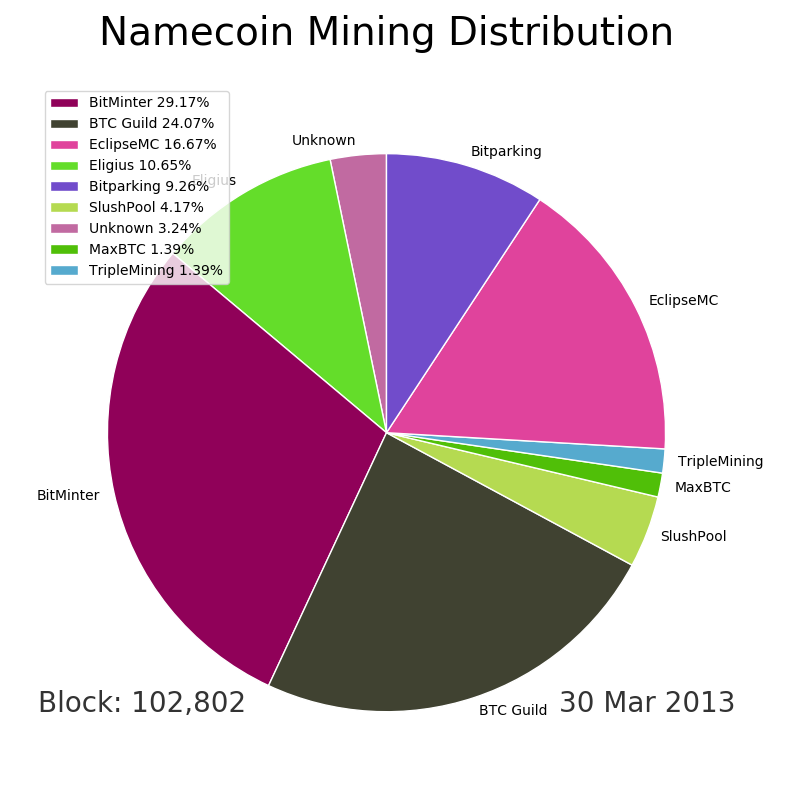 Namecoin Mining Distribution
BitMinter 29.17%
BTC Guild 24.07%
EclipseMC 16.67%
Eligius 10.65%
Bitparking 9.26%
SlushPool 4.17%
Unknown 3.24%
MaxBTC 1.39%
TripleMining 1.39%
Unknown
Bitparking
Eligius
EclipseMC
TripleMining
MaxBTC
BitMinter
SlushPool
BTC Guild
Block: 102,802
30 Mar 2013